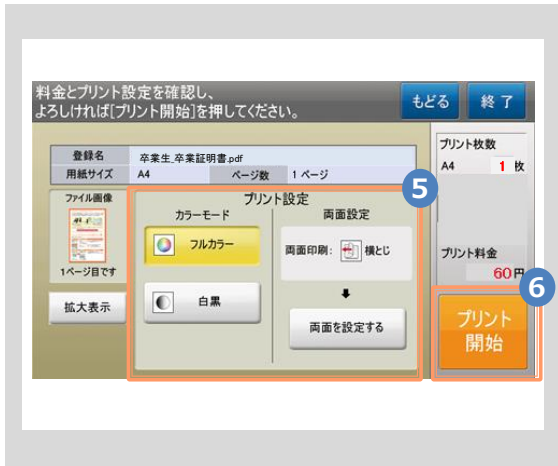 料金とプリント設定を確認し、
よろしければ[プリント開始]を押してください。
もどる
終了
登録名 卒業生_卒業証明書.pdf
用紙サイズ A4 ページ数 1 ページ
ファイル画像
1ページ目です
拡大表示
プリント設定
カラーモード
フルカラー
白黒
両面設定
両面印刷: 横とじ
両面を設定する
5
プリント枚数
A4 1 枚
プリント料金
60円
6
プリント
開始